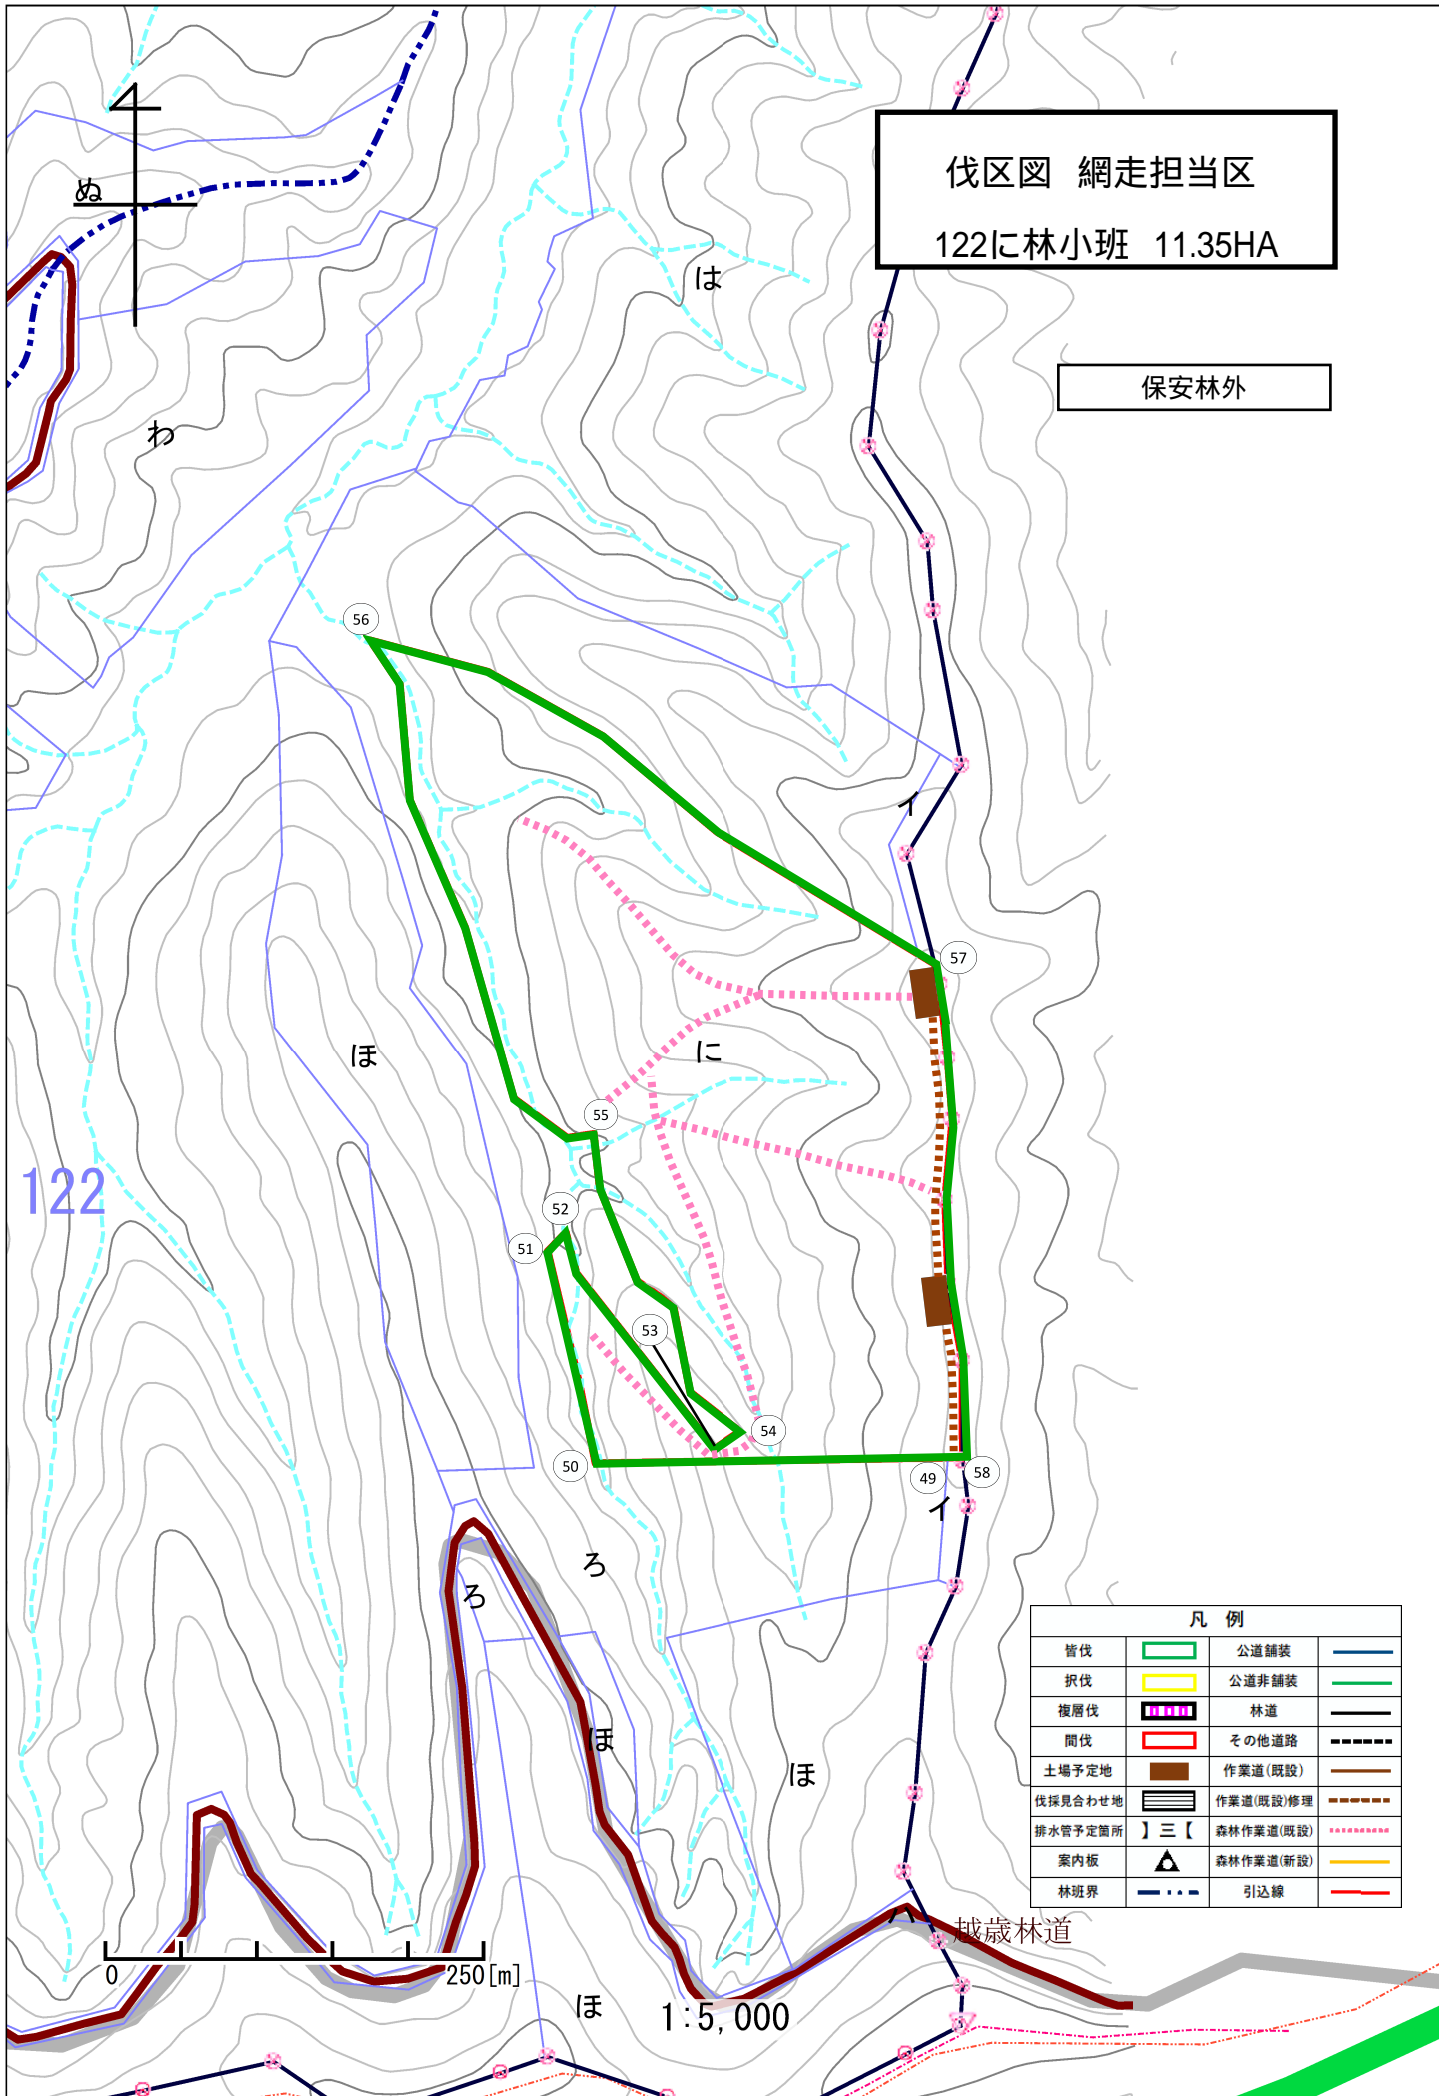 伐区図 網走担当区
122に林小班 11.35HA
保安林外
ぬ
は
わ
56
イ
57
ほ
に
55
122
52
51
53
54
50
49
58
イ
ろ
ろ
ほ
ほ
ハ
越歳林道
ほ
0
250[m]
1:5,000
凡 例
皆伐 公道舗装
択伐 公道非舗装
複層伐 林道
間伐 その他道路
土場予定地 作業道(既設)
伐採見合わせ地 作業道(既設)修理
排水管予定箇所 】三【 森林作業道(既設)
案内板 森林作業道(新設)
林班界 引込線